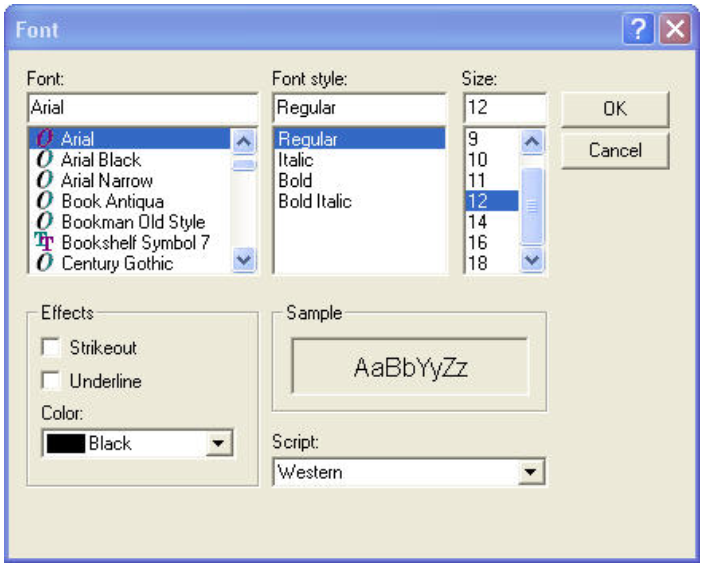 Font
?
Font: Font style: Size:
Arial Regular 12 OK
Arial Regular 9
Arial Black Italic 10 Cancel
Arial Narrow Bold 11
Book Antiqua Bold Italic 12
Bookman Old Style 14
Bookshelf Symbol 7 16
Century Gothic 18
Effects Sample
Strikeout
AaBbYyZz
Underline
Color:
Black
Script:
Western